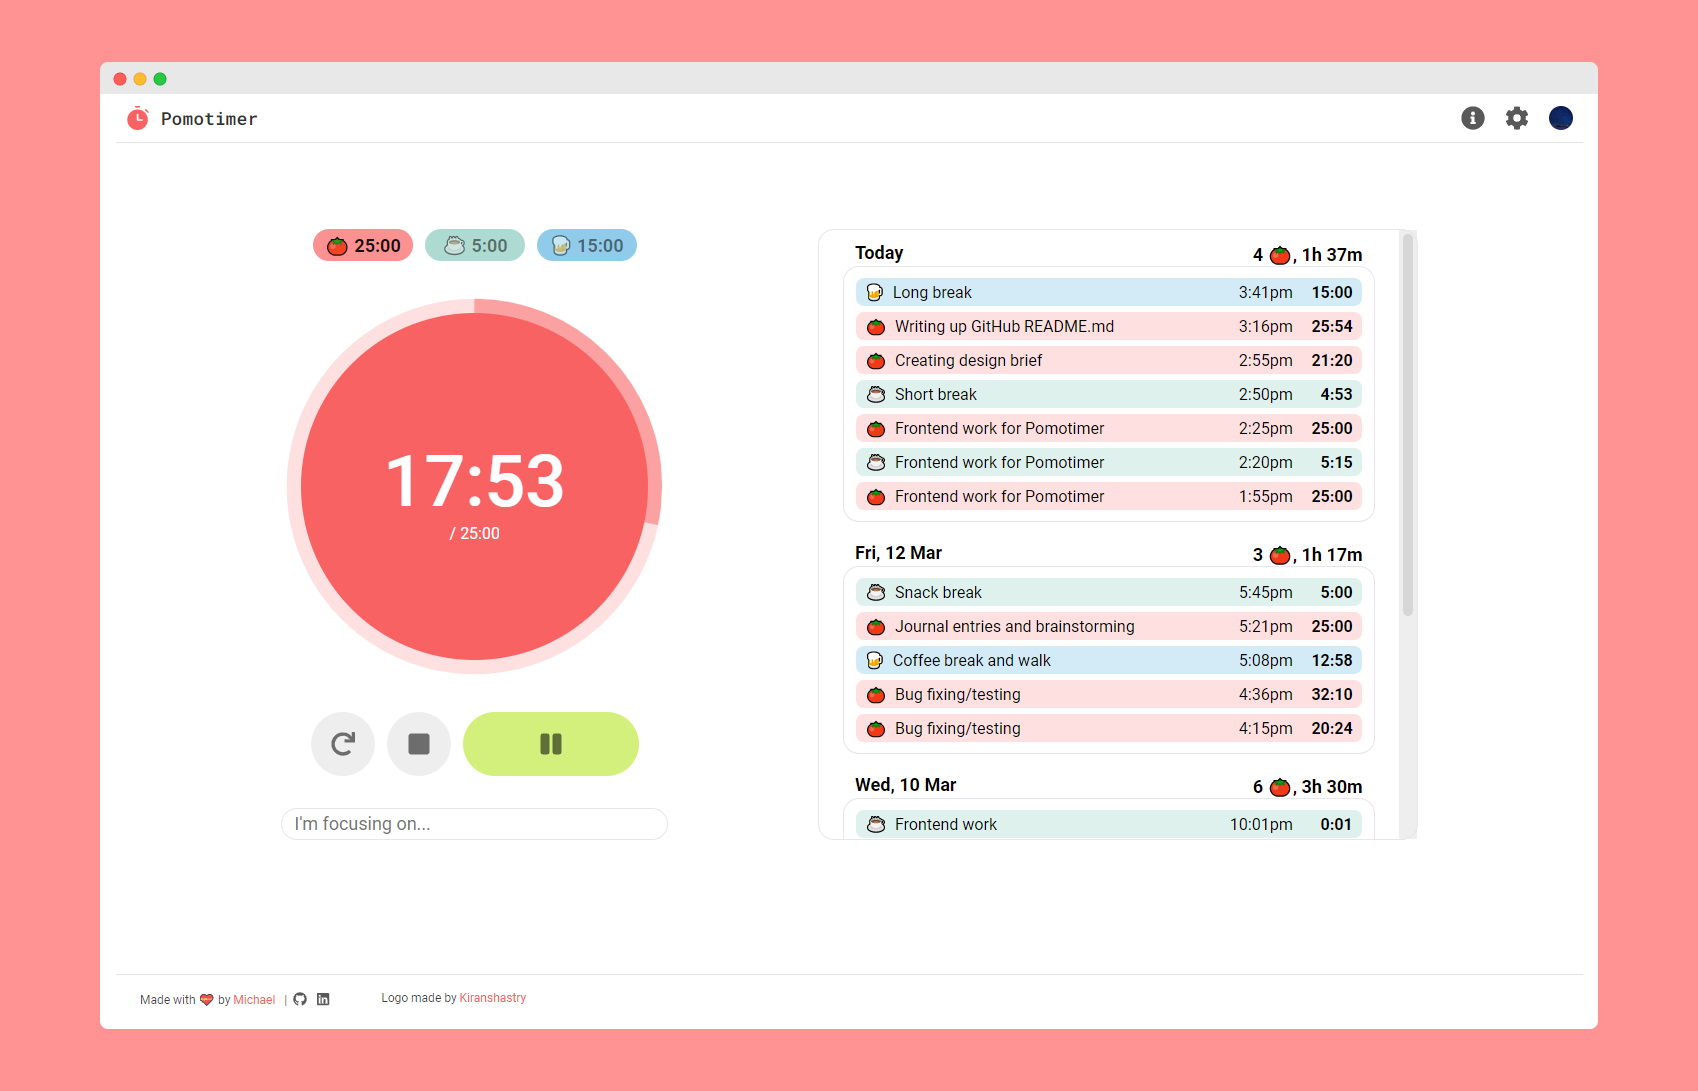 Pomotimer
25:00
5:00
15:00
17:53
/ 25:00
I'm focusing on...
Today 4 , 1h 37m
Long break 3:41pm 15:00
Writing up GitHub README.md 3:16pm 25:54
Creating design brief 2:55pm 21:20
Short break 2:50pm 4:53
Frontend work for Pomotimer 2:25pm 25:00
Frontend work for Pomotimer 2:20pm 5:15
Frontend work for Pomotimer 1:55pm 25:00
Fri, 12 Mar 3 , 1h 17m
Snack break 5:45pm 5:00
Journal entries and brainstorming 5:21pm 25:00
Coffee break and walk 5:08pm 12:58
Bug fixing/testing 4:36pm 32:10
Bug fixing/testing 4:15pm 20:24
Wed, 10 Mar 6 , 3h 30m
Frontend work 10:01pm 0:01
Made with by Michael |
Logo made by Kiranshastry